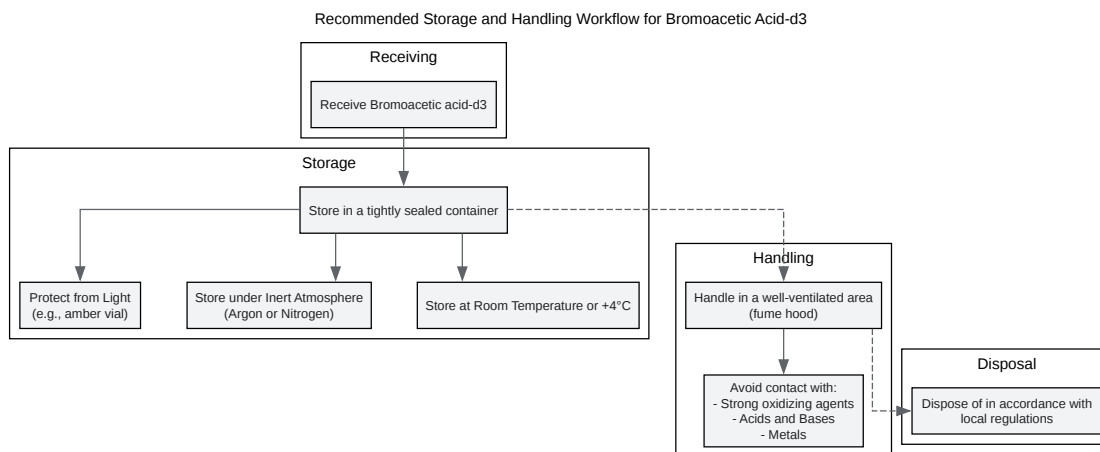 Recommended Storage and Handling Workflow for Bromoacetic Acid-d3
Receiving
Receive Bromoacetic acid-d3
Storage
Store in a tightly sealed container
Protect from Light
(e.g., amber vial)
Store under Inert Atmosphere
(Argon or Nitrogen)
Store at Room Temperature or +4°C
Handling
Handle in a well-ventilated area
(fume hood)
Avoid contact with:
- Strong oxidizing agents
- Acids and Bases
- Metals
Disposal
Dispose of in accordance with
local regulations